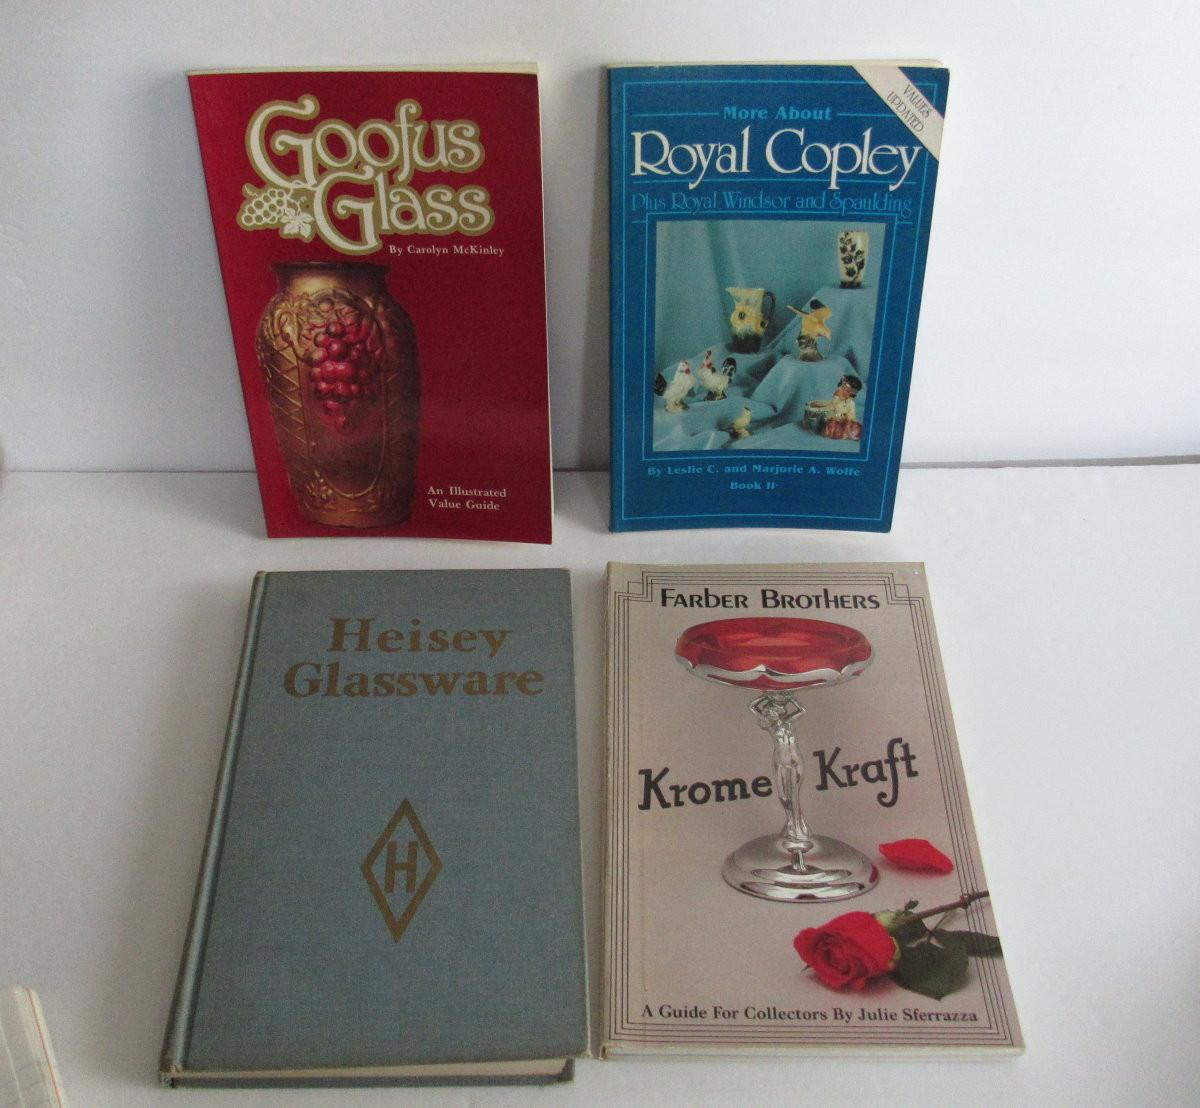 Goofus
Glass
By Carolyn McKinley
An Illustrated
Value Guide
VALUES
UPDATED
More About
Royal Copley
Plus Royal Windsor and Spaulding
By Leslie C. and Marjorie A. Wolfe
Book II
Heisey
Glassware
H
FARBER BROTHERS
Krome Kraft
A Guide For Collectors By Julie Sferrazza